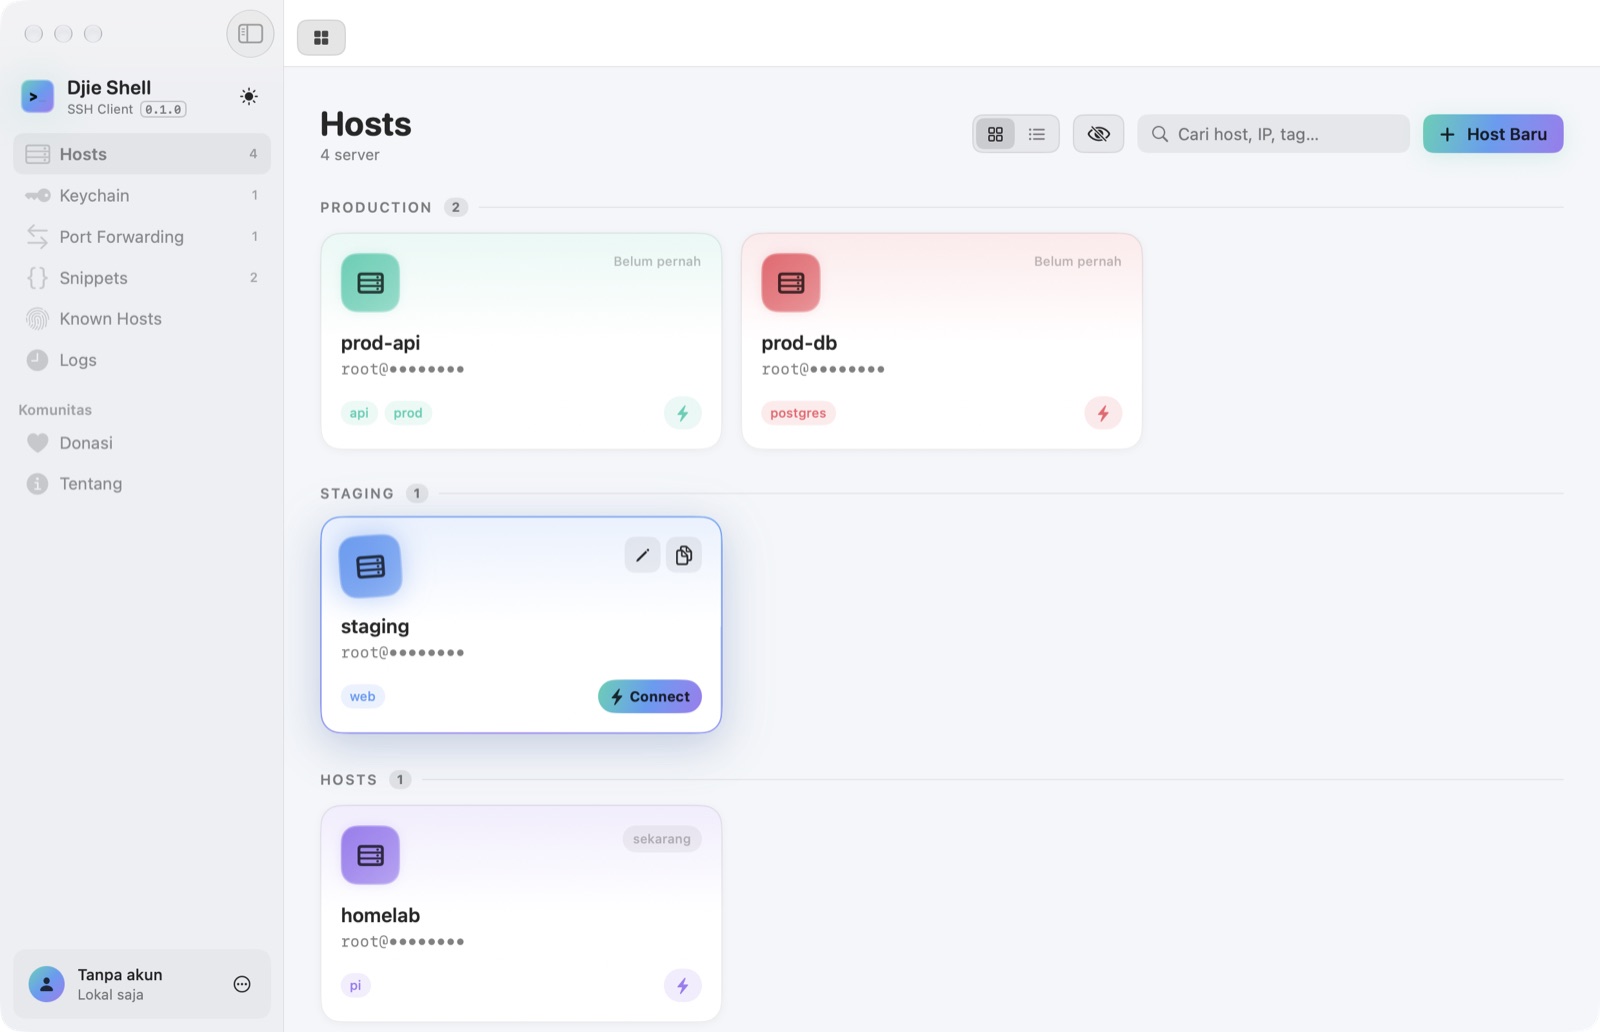 Djie Shell
SSH Client 0.1.0
Hosts 4
Keychain 1
Port Forwarding 1
Snippets 2
Known Hosts
Logs
Komunitas
Donasi
Tentang
Tanpa akun
Lokal saja
Hosts
4 server
Cari host, IP, tag...
+ Host Baru
PRODUCTION 2
Belum pernah
prod-api
root@••••••••
api prod
Belum pernah
prod-db
root@••••••••
postgres
STAGING 1
staging
root@••••••••
web
Connect
HOSTS 1
sekarang
homelab
root@••••••••
pi